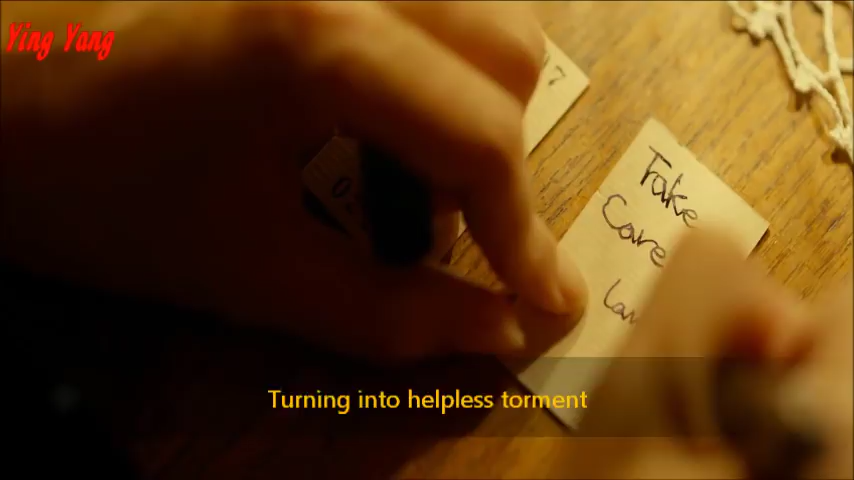 Ying Yang
Take
Care
Turning into helpless torment